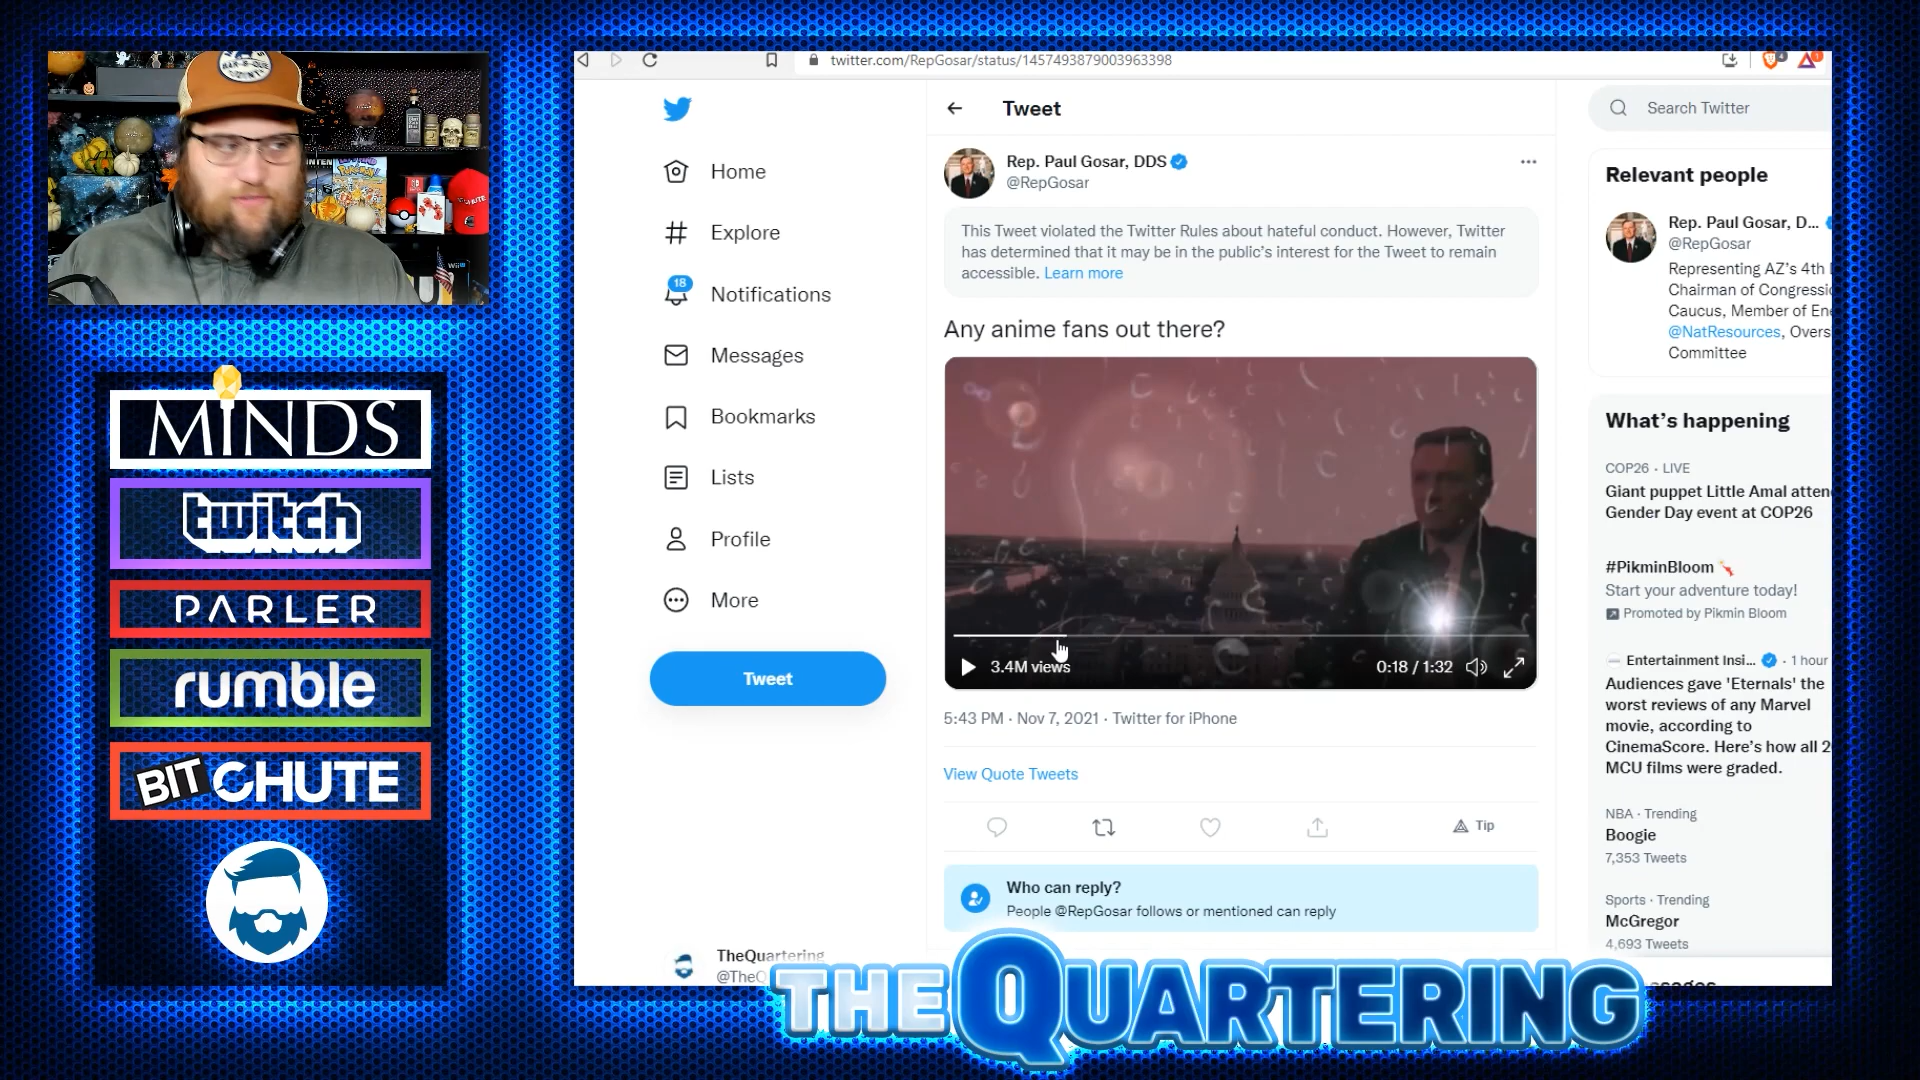 twitter.com/RepGosar/status/1457493879003963398
MINDS
twitch
PARLER
rumble
BITCHUTE
Home
Explore
18
Notifications
Messages
Bookmarks
Lists
Profile
More
Tweet
TheQuartering
@TheQ
Tweet
Rep. Paul Gosar, DDS
@RepGosar
This Tweet violated the Twitter Rules about hateful conduct. However, Twitter
has determined that it may be in the public's interest for the Tweet to remain
accessible. Learn more
Any anime fans out there?
3.4M views
0:18 / 1:32
5:43 PM · Nov 7, 2021 · Twitter for iPhone
View Quote Tweets
Tip
Who can reply?
People @RepGosar follows or mentioned can reply
Search Twitter
Relevant people
Rep. Paul Gosar, D...
@RepGosar
Representing AZ's 4th
Chairman of Congressi
Caucus, Member of En
@NatResources, Overs
Committee
What's happening
COP26 · LIVE
Giant puppet Little Amal atten
Gender Day event at COP26
#PikminBloom
Start your adventure today!
Promoted by Pikmin Bloom
Entertainment Insi... · 1 hour
Audiences gave 'Eternals' the
worst reviews of any Marvel
movie, according to
CinemaScore. Here's how all 2
MCU films were graded.
NBA · Trending
Boogie
7,353 Tweets
Sports · Trending
McGregor
4,693 Tweets
THE QUARTERING